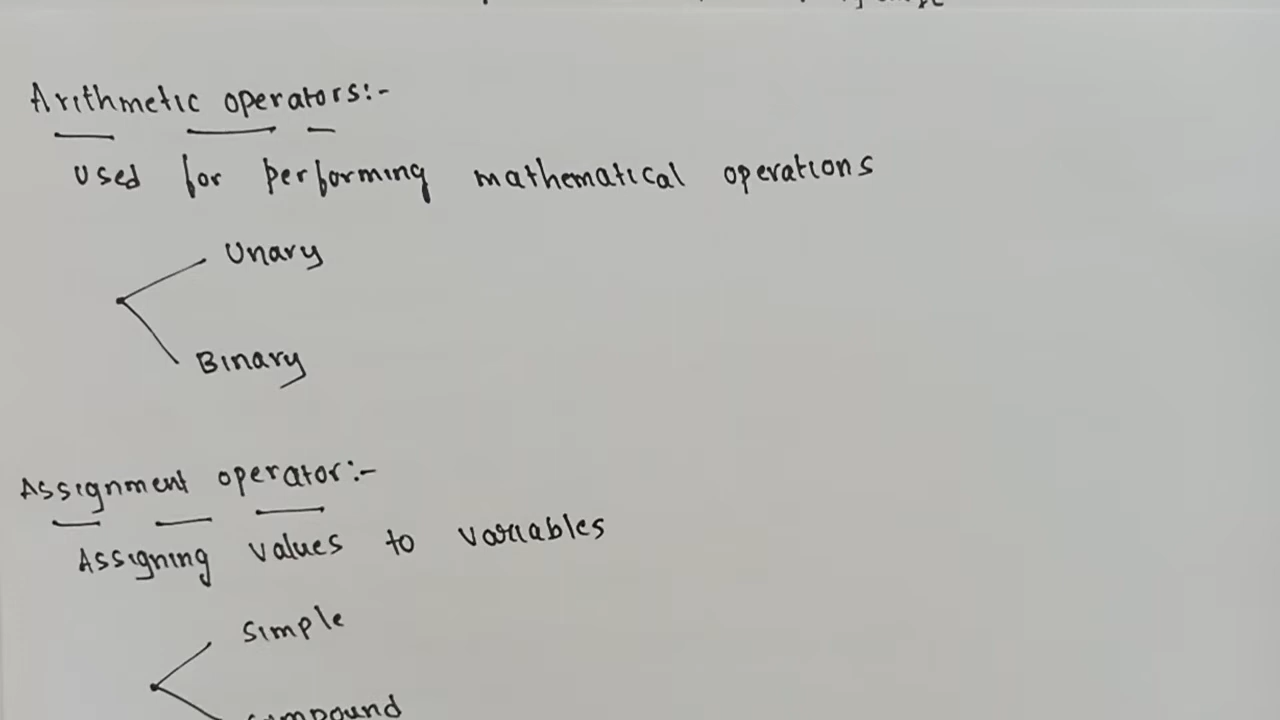 Arithmetic operators:-
Used for performing mathematical operations
Unary
Binary
Assignment operator:-
Assigning values to variables
Simple